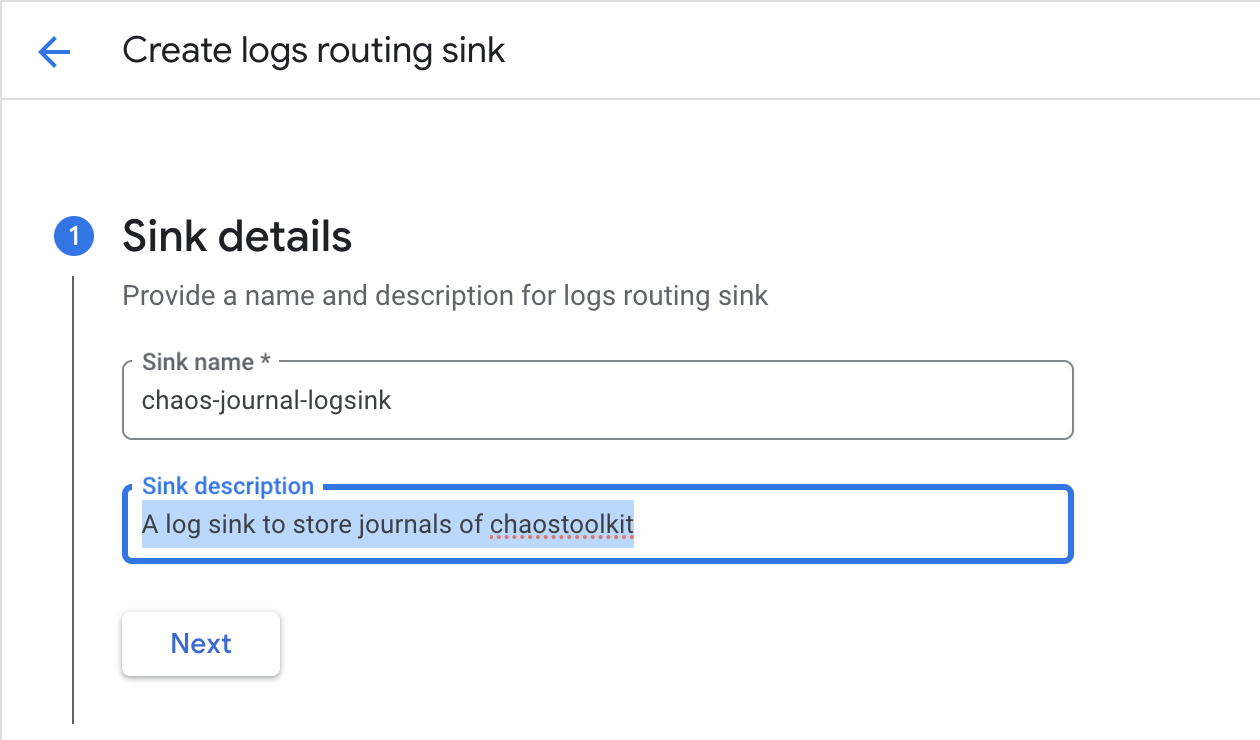 Create logs routing sink
1 Sink details
Provide a name and description for logs routing sink
Sink name *
chaos-journal-logsink
Sink description
A log sink to store journals of chaostoolkit
Next